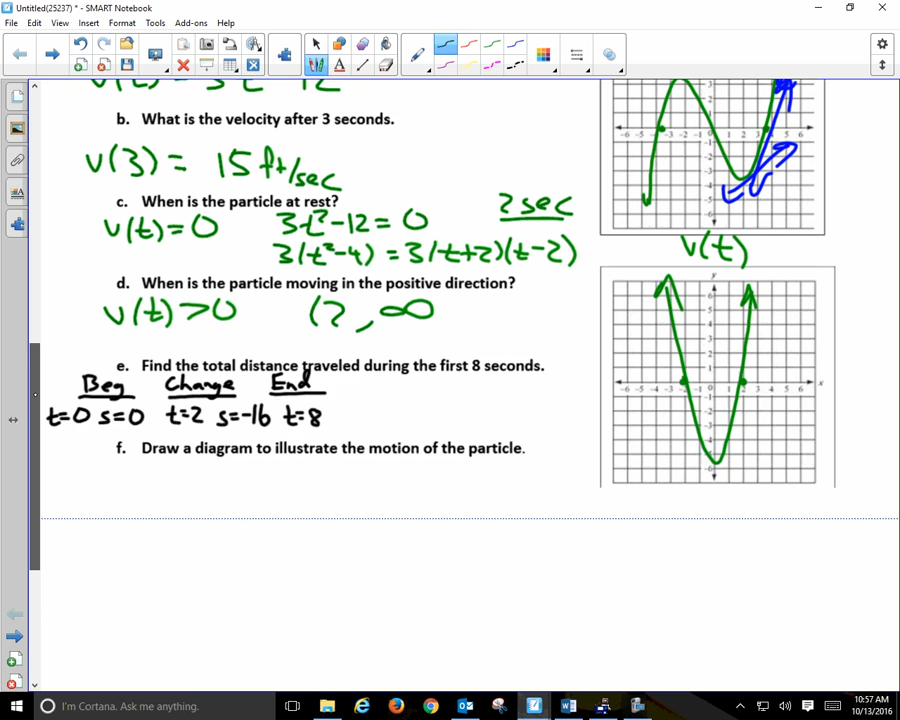 Untitled(25237) * - SMART Notebook
File Edit View Insert Format Tools Add-ons Help
v(t) = 3t² - 12
b. What is the velocity after 3 seconds.
v(3) = 15 ft/sec
c. When is the particle at rest?
2 sec
v(t)=0 3t²-12=0
3(t²-4) = 3(t+2)(t-2)
v(t)
d. When is the particle moving in the positive direction?
v(t) >0 (2, ∞
e. Find the total distance traveled during the first 8 seconds.
Beg Change End
t=0 s=0 t=2 s=-16 t=8
f. Draw a diagram to illustrate the motion of the particle.
I'm Cortana. Ask me anything.
10:57 AM
10/13/2016